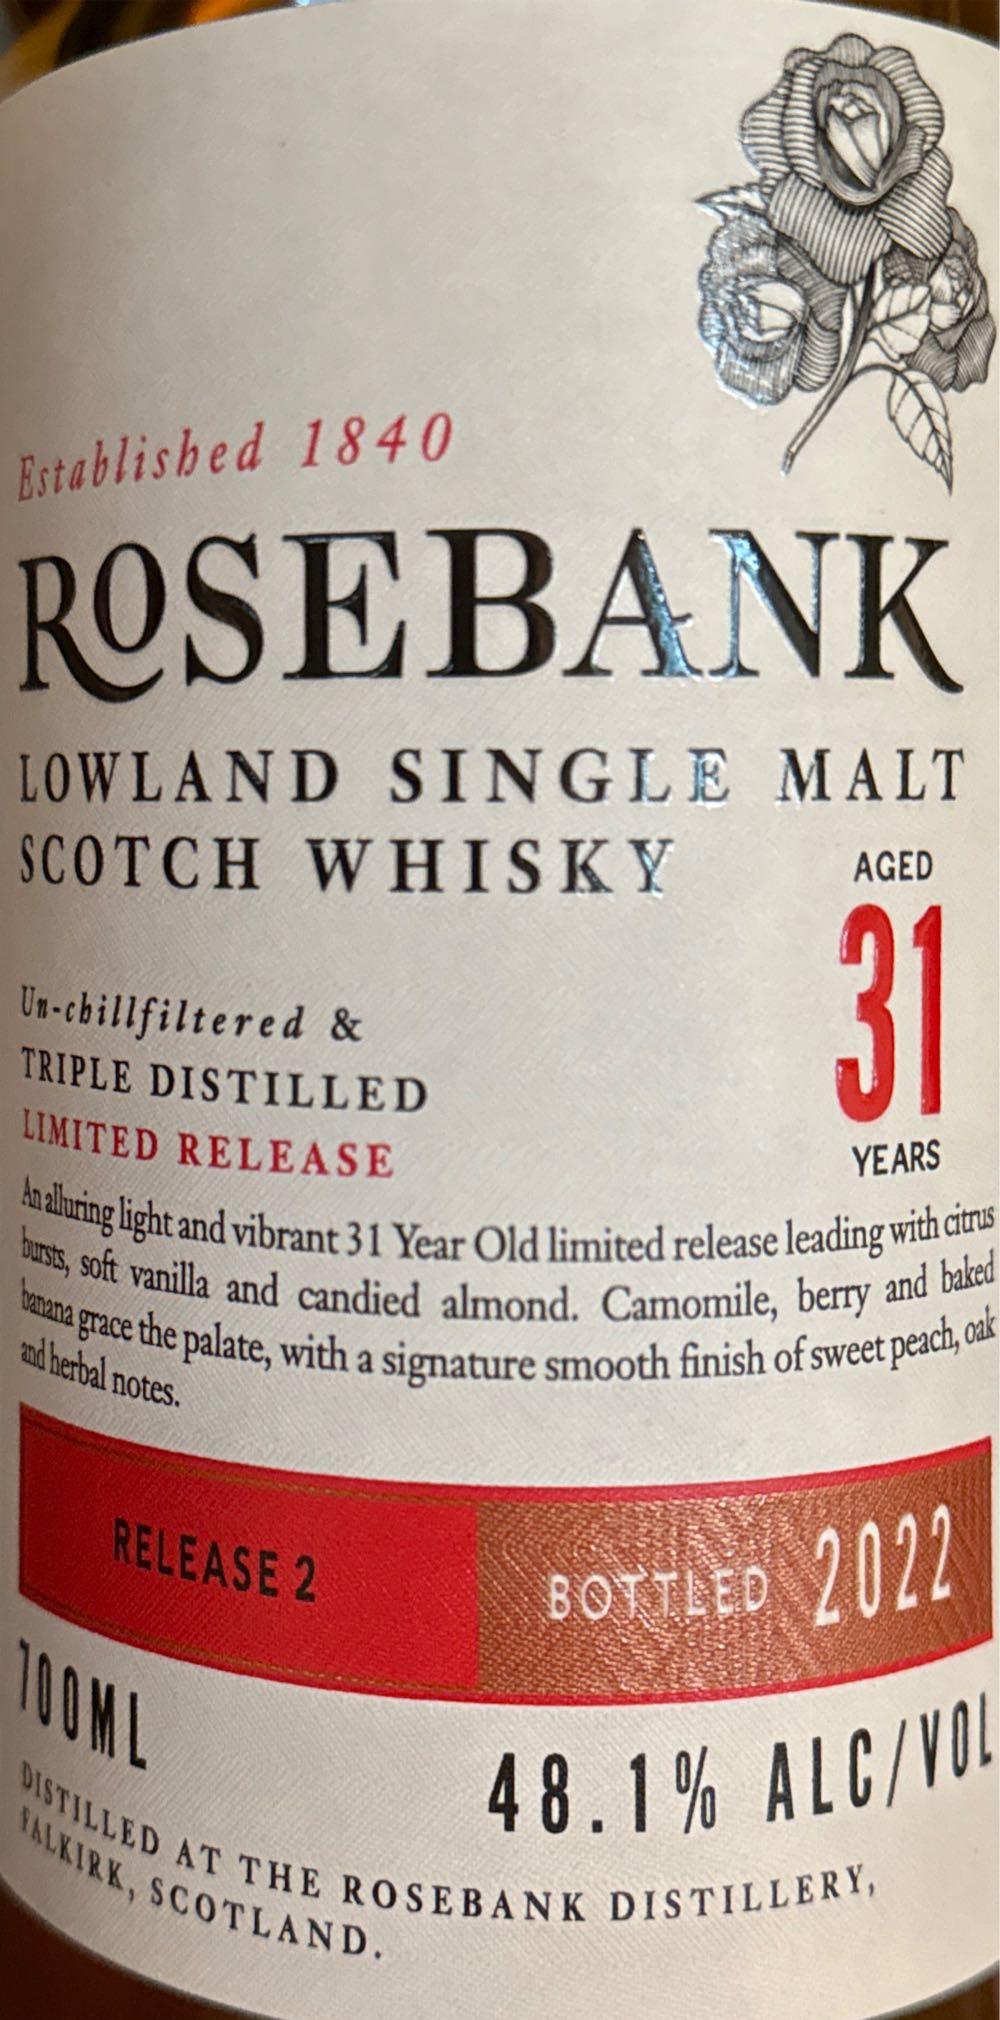 Established 1840
ROSEBANK
LOWLAND SINGLE MALT
SCOTCH WHISKY
AGED
31
YEARS
Un-chillfiltered &
TRIPLE DISTILLED
LIMITED RELEASE
An alluring light and vibrant 31 Year Old limited release leading with citrus
bursts, soft vanilla and candied almond. Camomile, berry and baked
banana grace the palate, with a signature smooth finish of sweet peach, oak
and herbal notes.
RELEASE 2
BOTTLED 2022
700ML
48.1% ALC/VOL
DISTILLED AT THE ROSEBANK DISTILLERY,
FALKIRK, SCOTLAND.